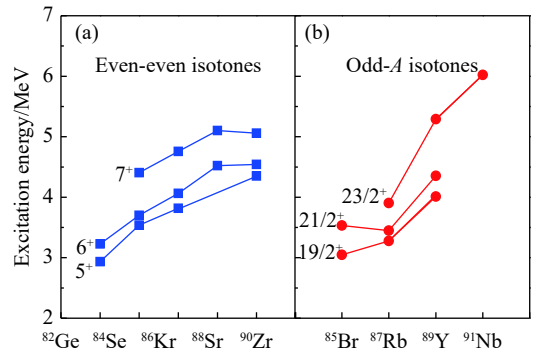 (a)
Even-even isotones
(b)
Odd-A isotones
Excitation energy/MeV
7
6
5
4
3
2
7⁺
6⁺
5⁺
23/2⁺
21/2⁺
19/2⁺
⁸²Ge ⁸⁴Se ⁸⁶Kr ⁸⁸Sr ⁹⁰Zr
⁸⁵Br ⁸⁷Rb ⁸⁹Y ⁹¹Nb